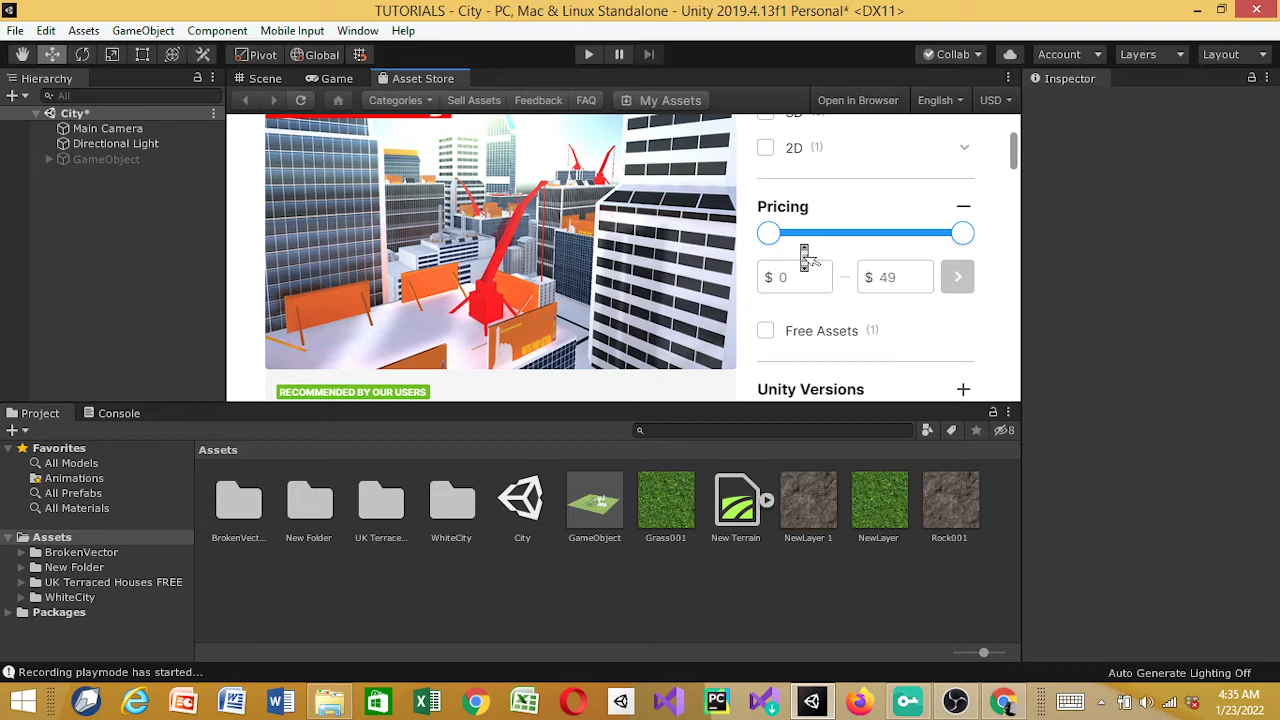 TUTORIALS - City - PC, Mac & Linux Standalone - Unity 2019.4.13f1 Personal* <DX11>
File Edit Assets GameObject Component Mobile Input Window Help
Pivot Global Collab Account Layers Layout
Hierarchy Scene Game Asset Store Inspector
All Categories Sell Assets Feedback FAQ My Assets Open in Browser English USD
City*
Main Camera
Directional Light
GameObject
2D (1)
Pricing
$ 0 — $ 49
Free Assets (1)
Unity Versions
RECOMMENDED BY OUR USERS
Project Console
8
Favorites
All Models
Animations
All Prefabs
All Materials
Assets
BrokenVector
New Folder
UK Terraced Houses FREE
WhiteCity
Packages
Assets
BrokenVect... New Folder UK Terrace... WhiteCity City GameObject Grass001 New Terrain NewLayer 1 NewLayer Rock001
Recording playmode has started...
Auto Generate Lighting Off
4:35 AM
1/23/2022